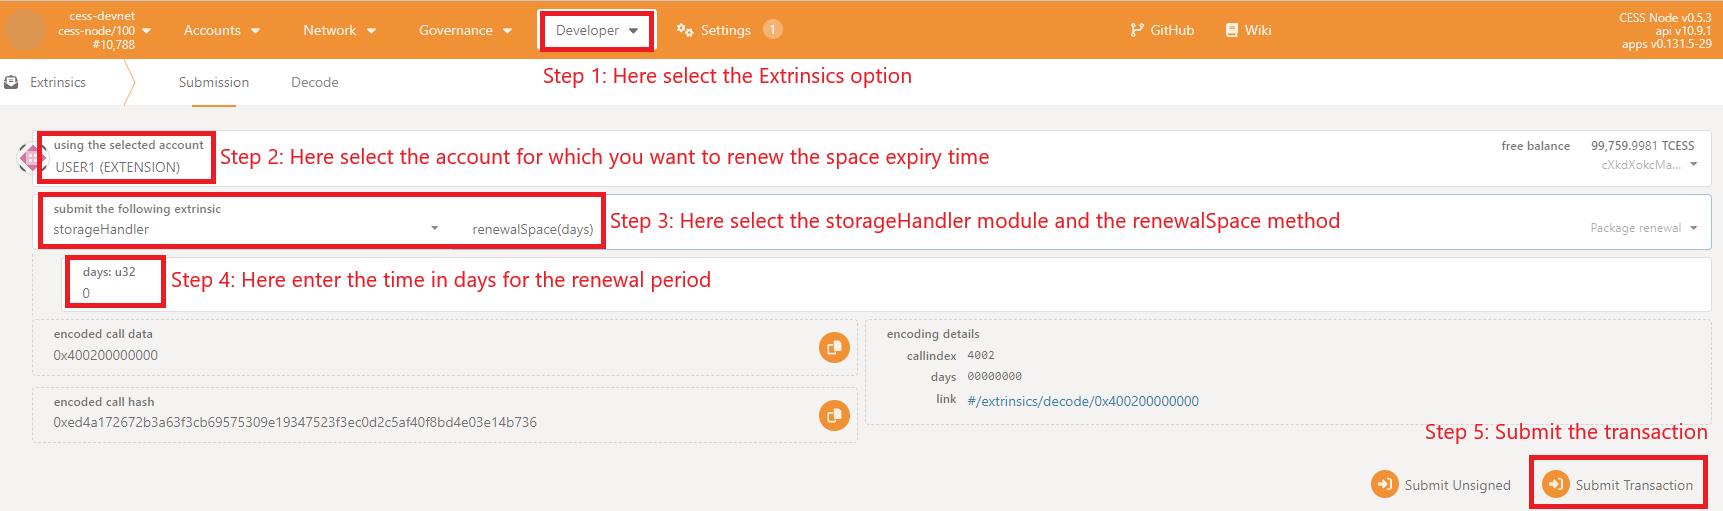 cess-devnet
cess-node/100
#10,788
Accounts
Network
Governance
Developer
Settings
1
GitHub
Wiki
CESS Node v0.5.3
api v10.9.1
apps v0.131.5-29
Extrinsics
Submission
Decode
Step 1: Here select the Extrinsics option
using the selected account
USER1 (EXTENSION)
Step 2: Here select the account for which you want to renew the space expiry time
free balance 99,759.9981 TCESS
cXkdXokcMa...
submit the following extrinsic
storageHandler
renewalSpace(days)
Step 3: Here select the storageHandler module and the renewalSpace method
Package renewal
days: u32
0
Step 4: Here enter the time in days for the renewal period
encoded call data
0x400200000000
encoded call hash
0xed4a172672b3a63f3cb69575309e19347523f3ec0d2c5af40f8bd4e03e14b736
encoding details
callindex 4002
days 00000000
link #/extrinsics/decode/0x400200000000
Step 5: Submit the transaction
Submit Unsigned
Submit Transaction